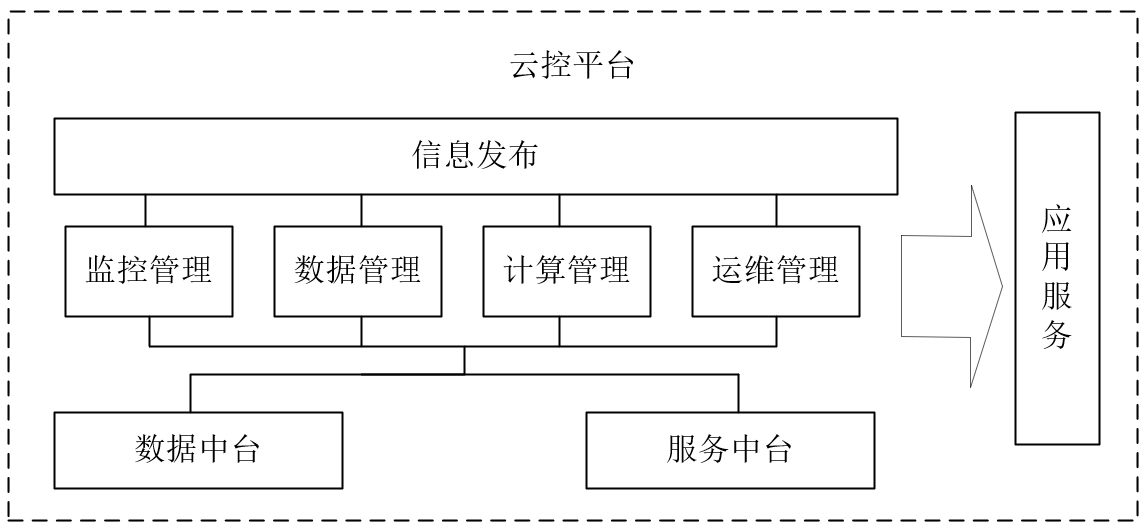 云控平台
信息发布
监控管理
数据管理
计算管理
运维管理
数据中台
服务中台
应用服务